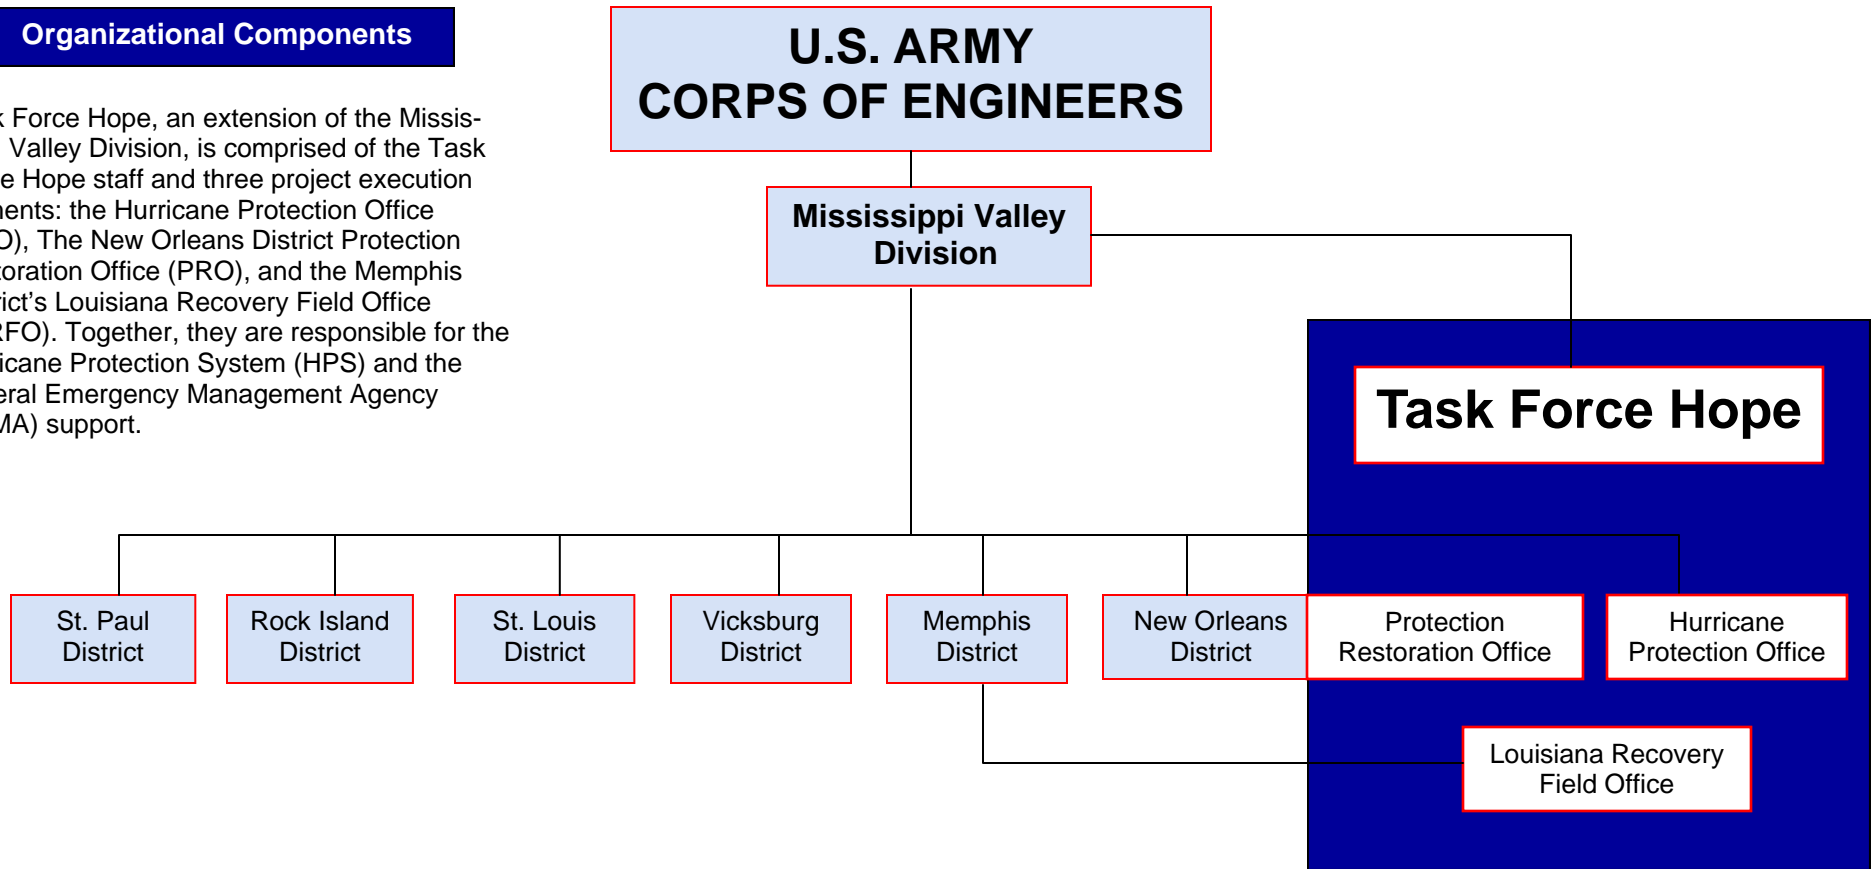 Organizational Components
k Force Hope, an extension of the Missis-
Valley Division, is comprised of the Task
e Hope staff and three project execution
nents: the Hurricane Protection Office
O), The New Orleans District Protection
toration Office (PRO), and the Memphis
rict's Louisiana Recovery Field Office
RFO). Together, they are responsible for the
icane Protection System (HPS) and the
eral Emergency Management Agency
MA) support.
U.S. ARMY
CORPS OF ENGINEERS
Mississippi Valley
Division
Task Force Hope
St. Paul
District
Rock Island
District
St. Louis
District
Vicksburg
District
Memphis
District
New Orleans
District
Protection
Restoration Office
Hurricane
Protection Office
Louisiana Recovery
Field Office